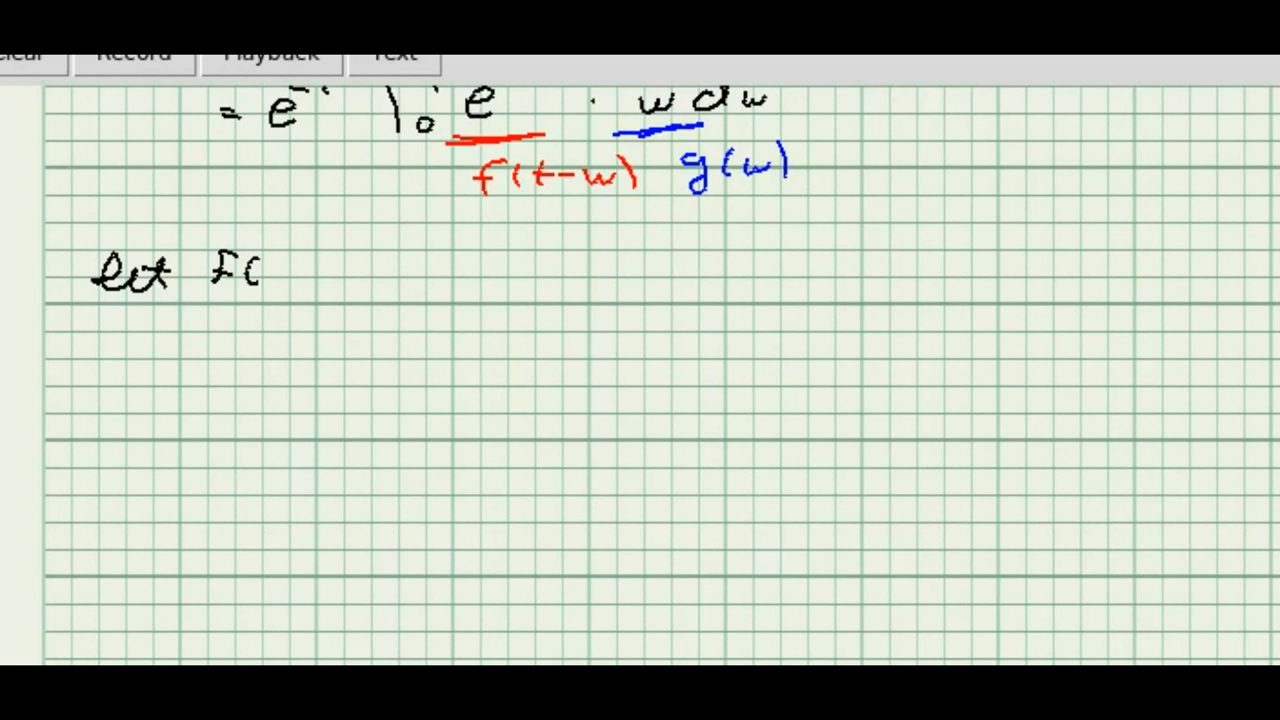 Record Playback Text
= e ∫0 e . w dw
f(t-w) g(w)
let F(